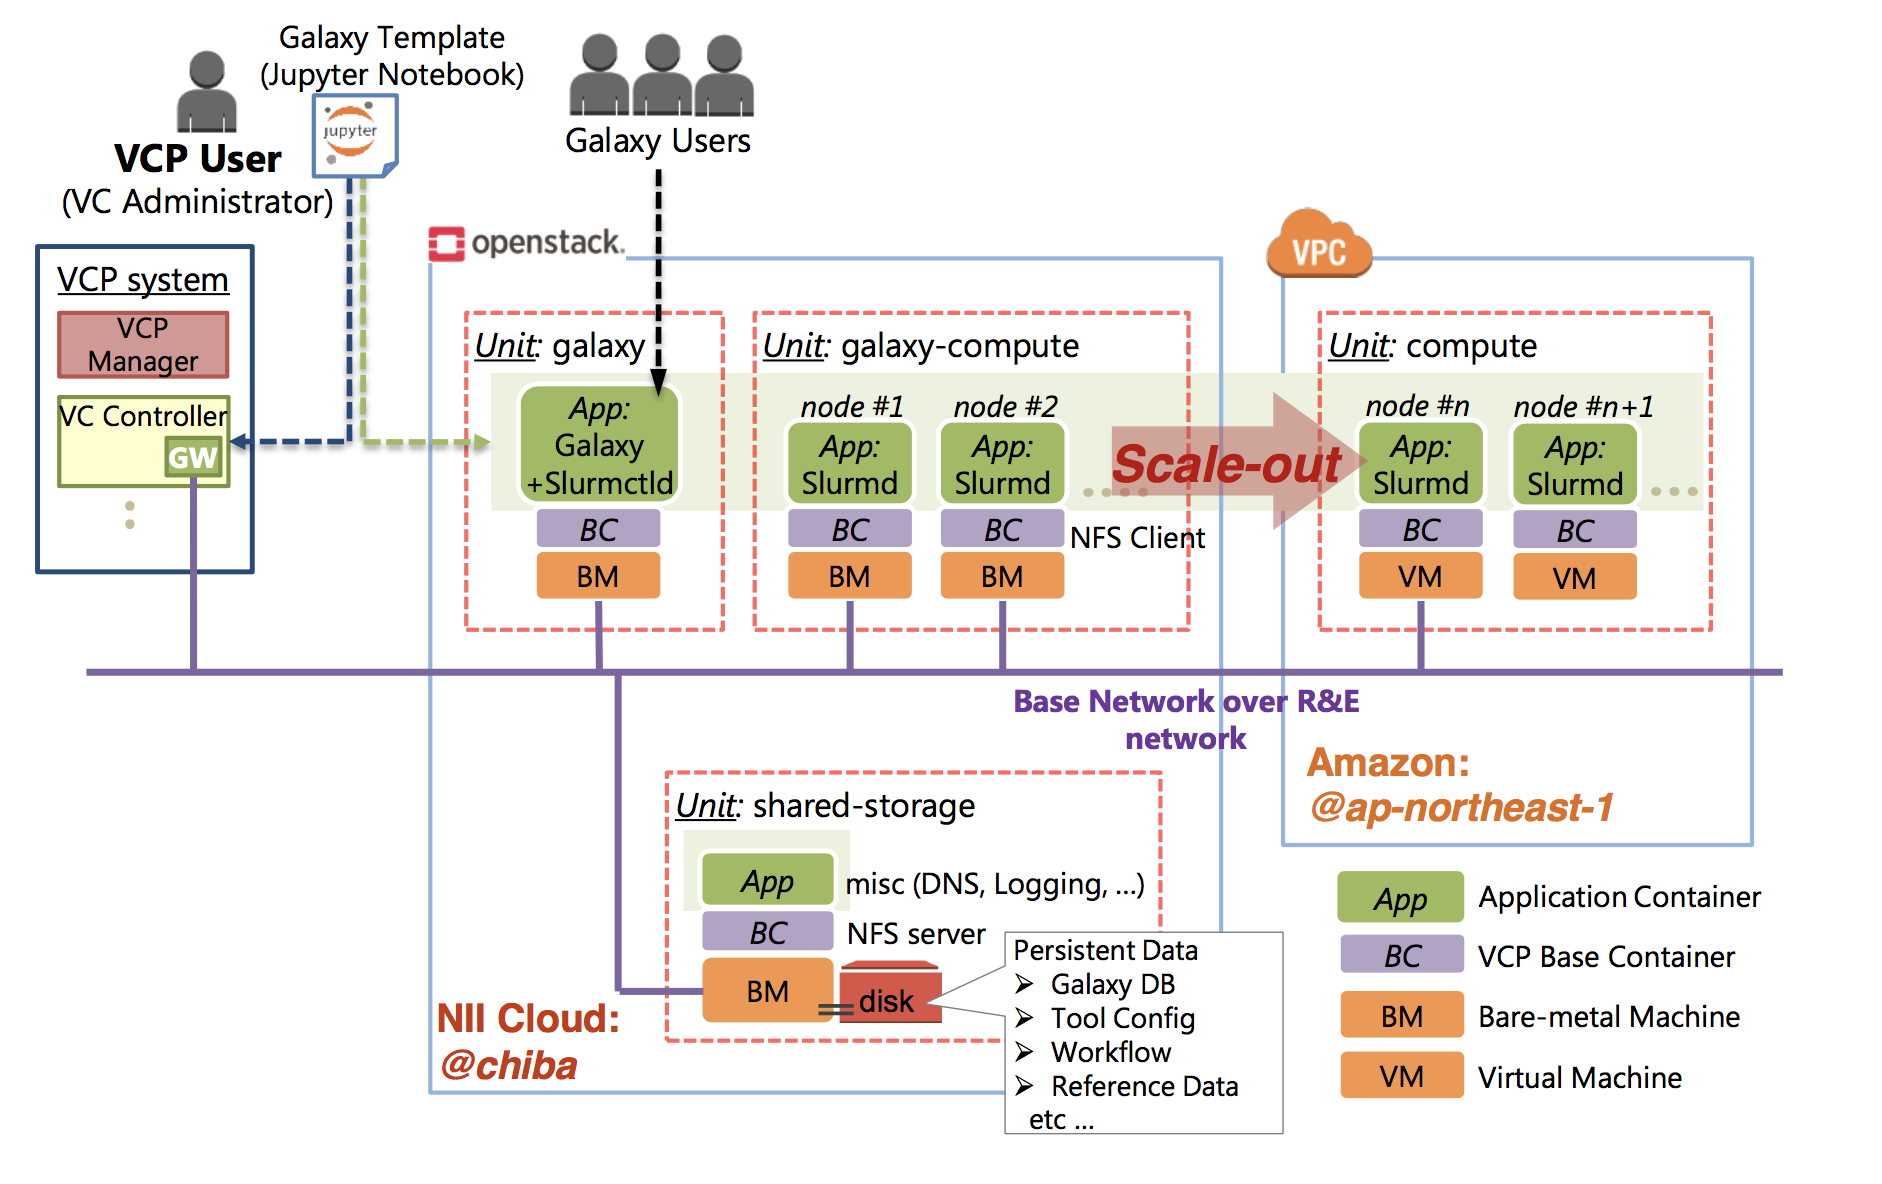 Galaxy Template
(Jupyter Notebook)
jupyter
VCP User
(VC Administrator)
Galaxy Users
openstack.
VPC
VCP system
VCP
Manager
VC Controller
GW
Unit: galaxy
App:
Galaxy
+Slurmctld
BC
BM
Unit: galaxy-compute
node #1
App:
Slurmd
BC
BM
node #2
App:
Slurmd
BC
BM
.....
NFS Client
Scale-out
Unit: compute
node #n
App:
Slurmd
BC
VM
node #n+1
App:
Slurmd
BC
VM
....
Base Network over R&E
network
Amazon:
@ap-northeast-1
Unit: shared-storage
App
misc (DNS, Logging, ...)
BC
NFS server
BM
disk
Persistent Data
➢ Galaxy DB
➢ Tool Config
➢ Workflow
➢ Reference Data
etc ...
NII Cloud:
@chiba
App Application Container
BC VCP Base Container
BM Bare-metal Machine
VM Virtual Machine